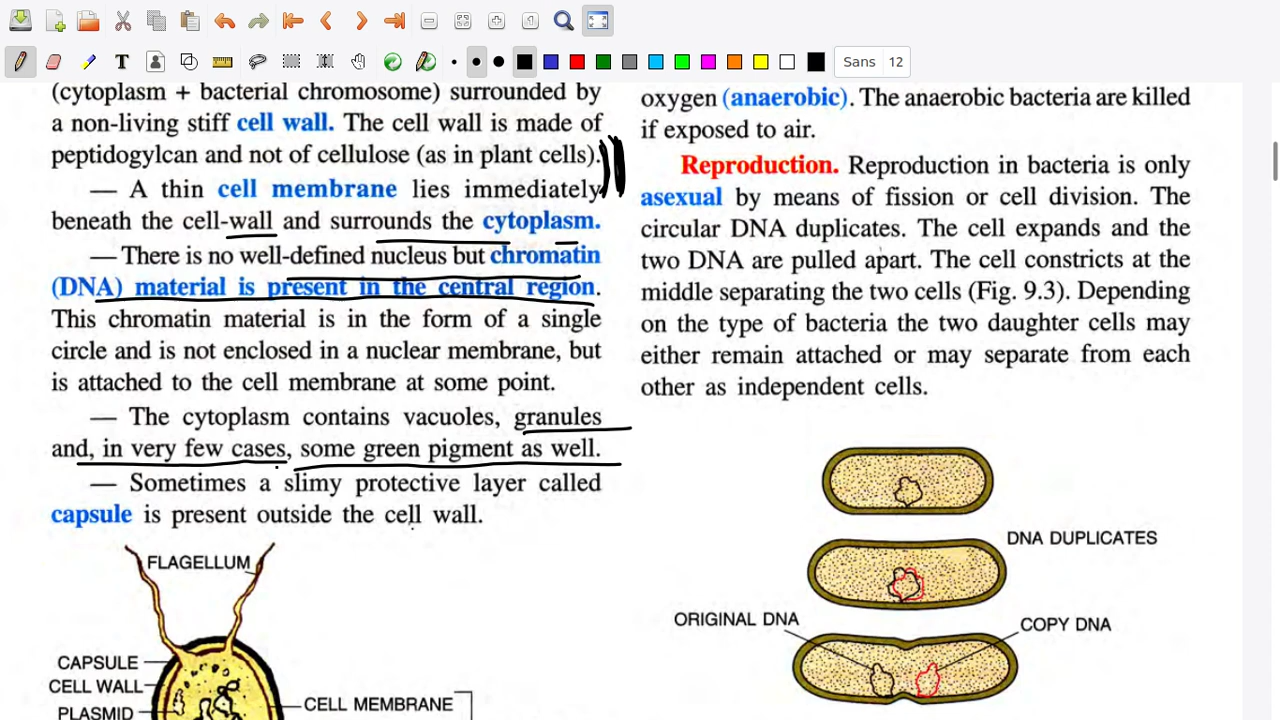 Sans 12
(cytoplasm + bacterial chromosome) surrounded by
a non-living stiff cell wall. The cell wall is made of
peptidogylcan and not of cellulose (as in plant cells).
— A thin cell membrane lies immediately
beneath the cell-wall and surrounds the cytoplasm.
— There is no well-defined nucleus but chromatin
(DNA) material is present in the central region.
This chromatin material is in the form of a single
circle and is not enclosed in a nuclear membrane, but
is attached to the cell membrane at some point.
— The cytoplasm contains vacuoles, granules
and, in very few cases, some green pigment as well.
— Sometimes a slimy protective layer called
capsule is present outside the cell wall.
FLAGELLUM
CAPSULE
CELL WALL
PLASMID
CELL MEMBRANE
oxygen (anaerobic). The anaerobic bacteria are killed
if exposed to air.
Reproduction. Reproduction in bacteria is only
asexual by means of fission or cell division. The
circular DNA duplicates. The cell expands and the
two DNA are pulled apart. The cell constricts at the
middle separating the two cells (Fig. 9.3). Depending
on the type of bacteria the two daughter cells may
either remain attached or may separate from each
other as independent cells.
DNA DUPLICATES
ORIGINAL DNA
COPY DNA